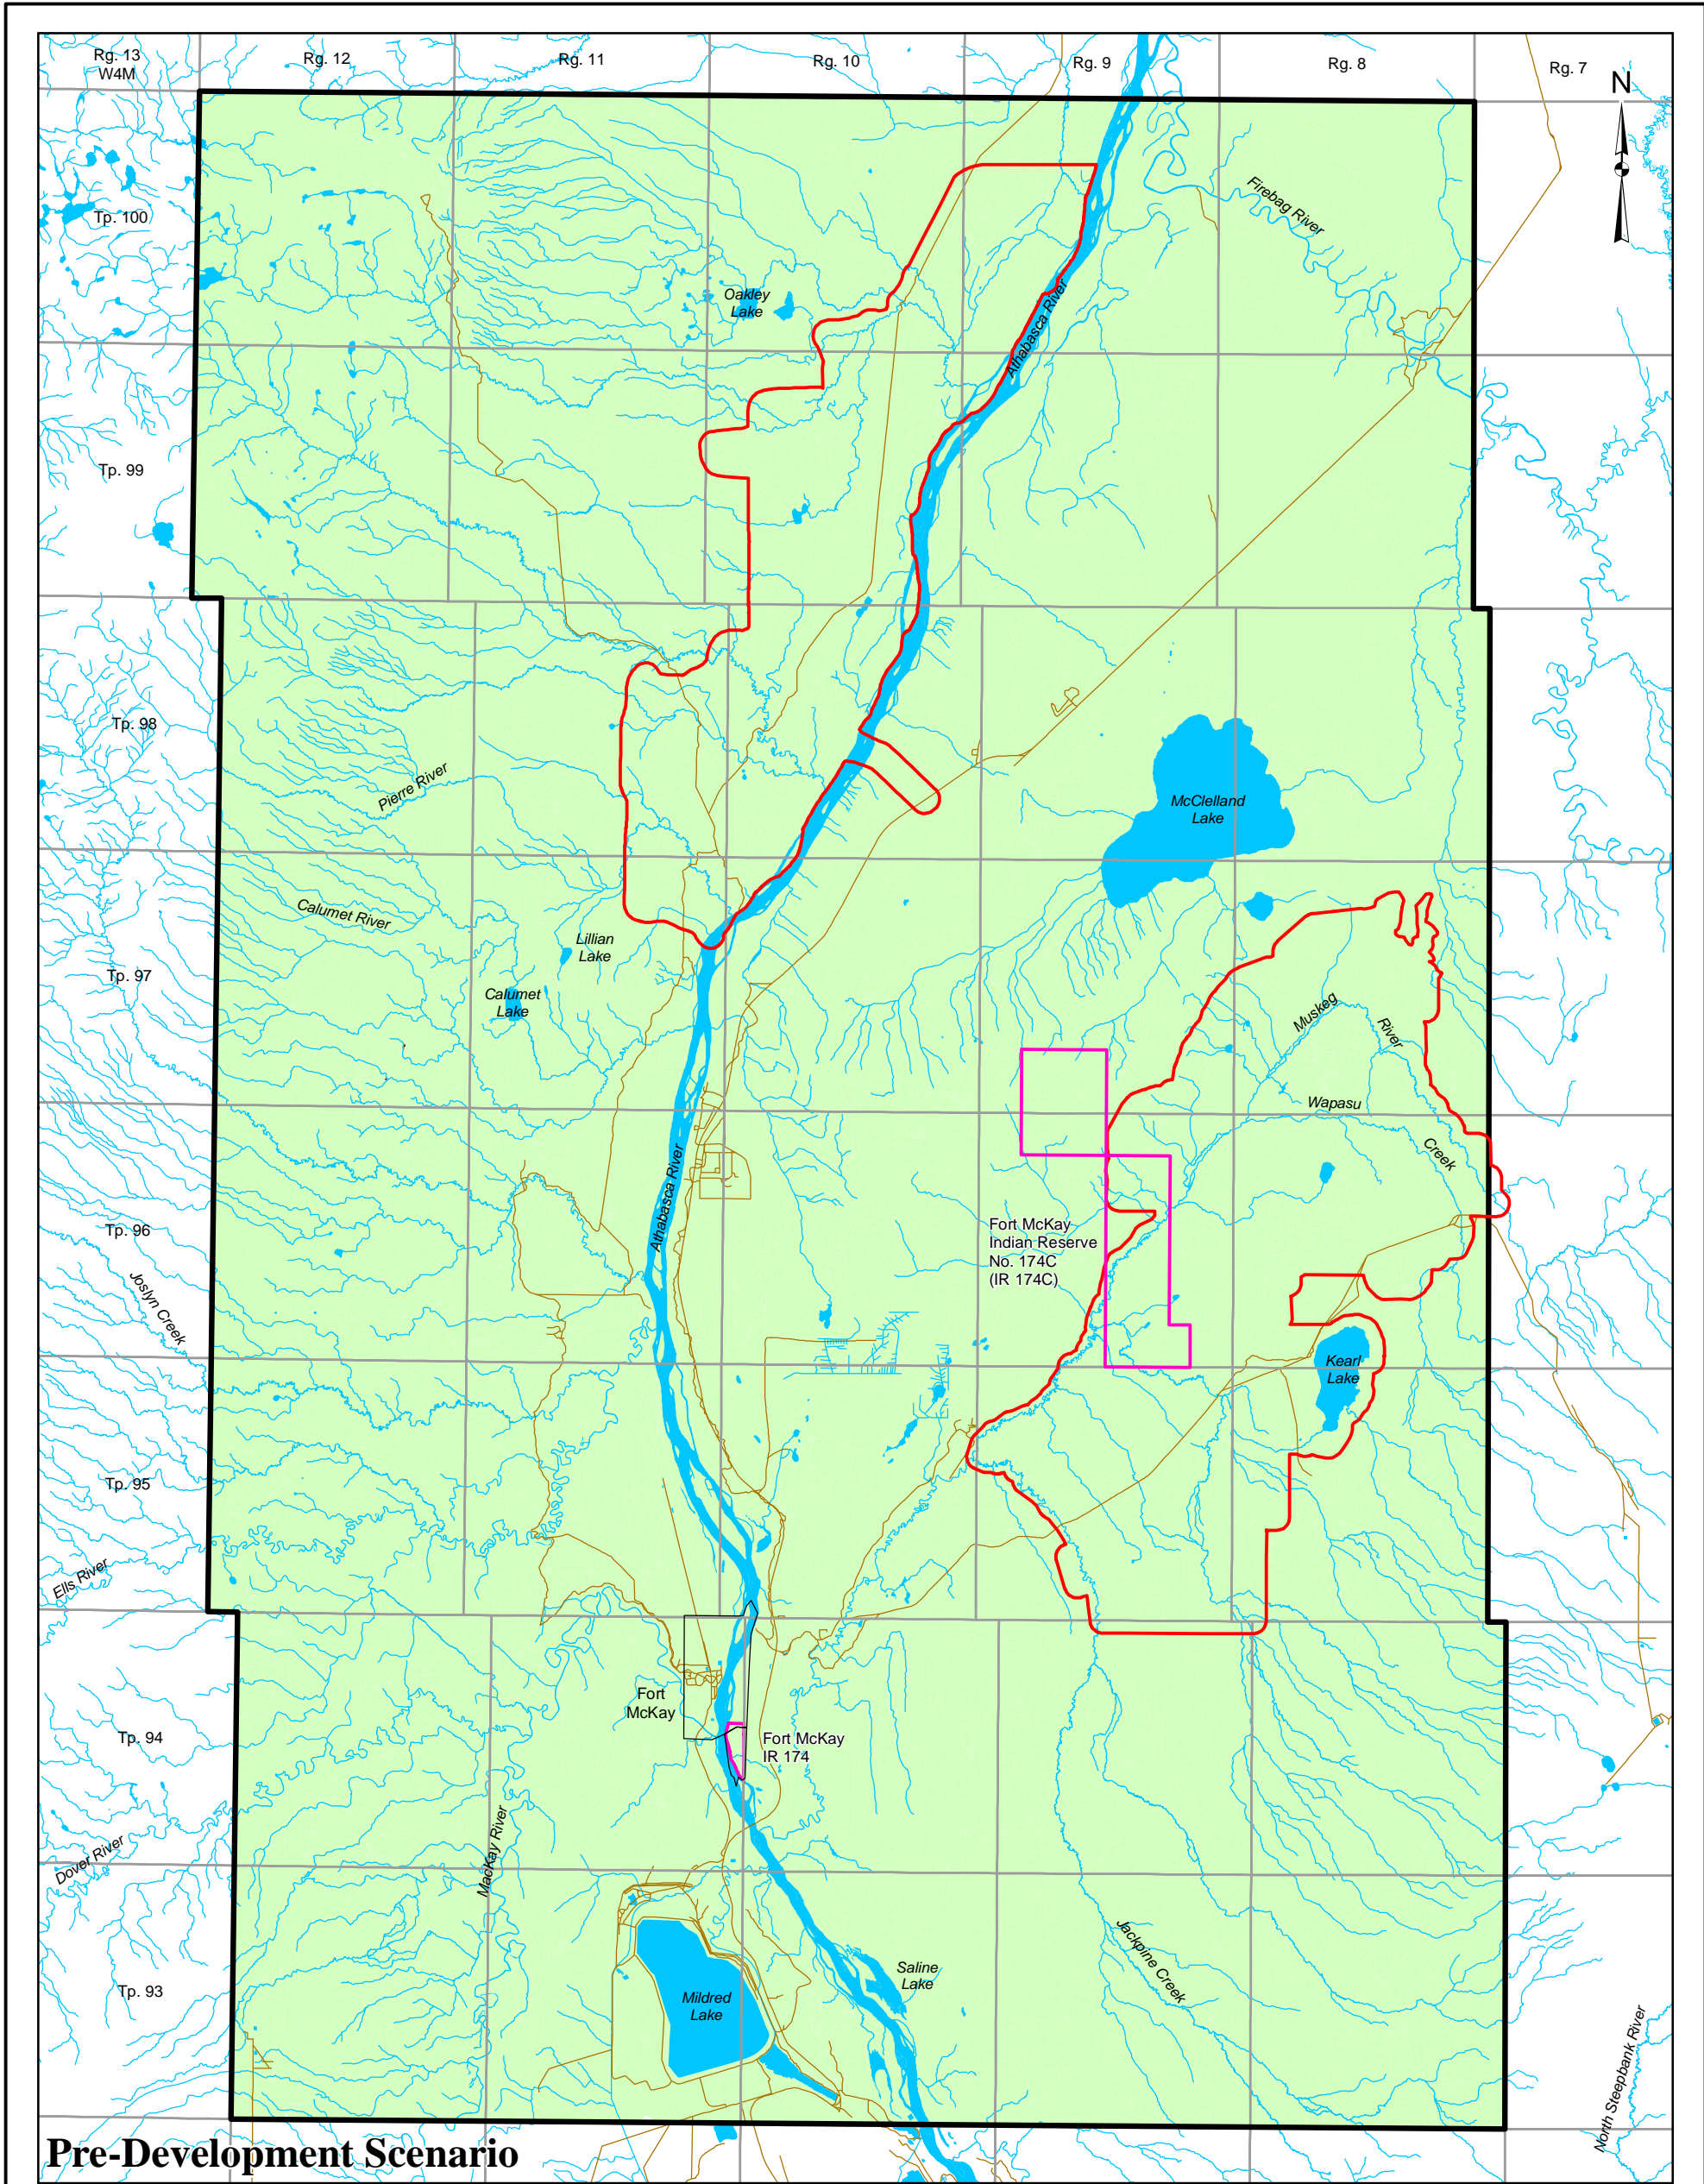 Rg. 13
W4M
Rg. 12
Rg. 11
Rg. 10
Rg. 9
Rg. 8
Rg. 7
N
Tp. 100
Firebag River
Oakley
Lake
Athabasca River
Tp. 99
Tp. 98
Pierre River
McClelland
Lake
Calumet River
Lillian
Lake
Tp. 97
Calumet
Lake
Muskeg
River
Wapasu
Creek
Athabasca River
Tp. 96
Fort McKay
Indian Reserve
No. 174C
(IR 174C)
Joslyn Creek
Kearl
Lake
Tp. 95
Ells River
Fort
McKay
Tp. 94
Fort McKay
IR 174
Dover River
MacKay River
Jackpine Creek
Saline
Lake
Tp. 93
Mildred
Lake
North Steepbank River
Pre-Development Scenario